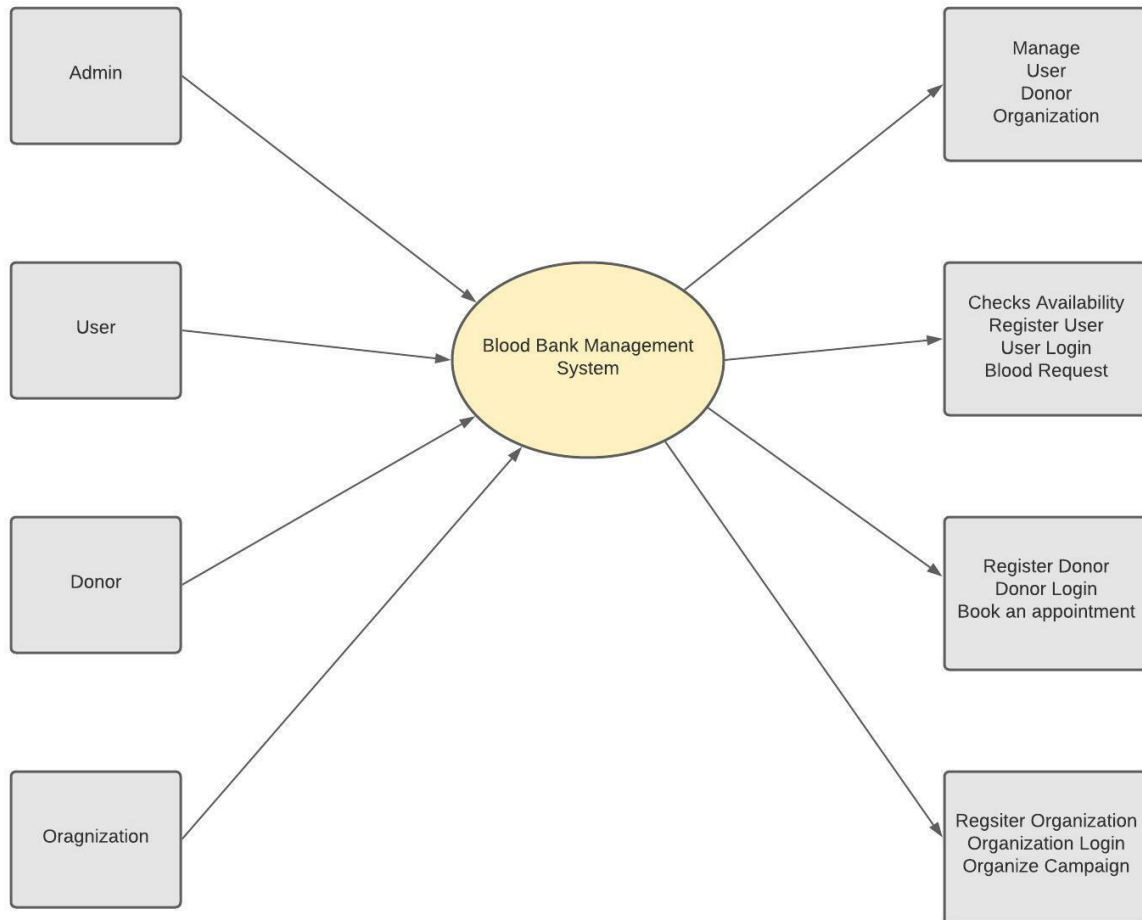 Admin
Manage
User
Donor
Organization
User
Blood Bank Management
System
Checks Availability
Register User
User Login
Blood Request
Donor
Register Donor
Donor Login
Book an appointment
Oragnization
Regsiter Organization
Organization Login
Organize Campaign